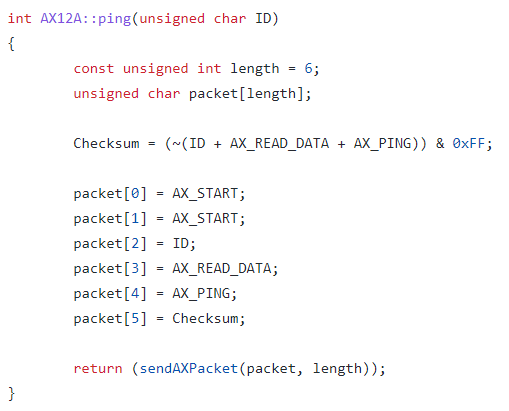 int AX12A::ping(unsigned char ID)
{
const unsigned int length = 6;
unsigned char packet[length];
Checksum = (~(ID + AX_READ_DATA + AX_PING)) & 0xFF;
packet[0] = AX_START;
packet[1] = AX_START;
packet[2] = ID;
packet[3] = AX_READ_DATA;
packet[4] = AX_PING;
packet[5] = Checksum;
return (sendAXPacket(packet, length));
}